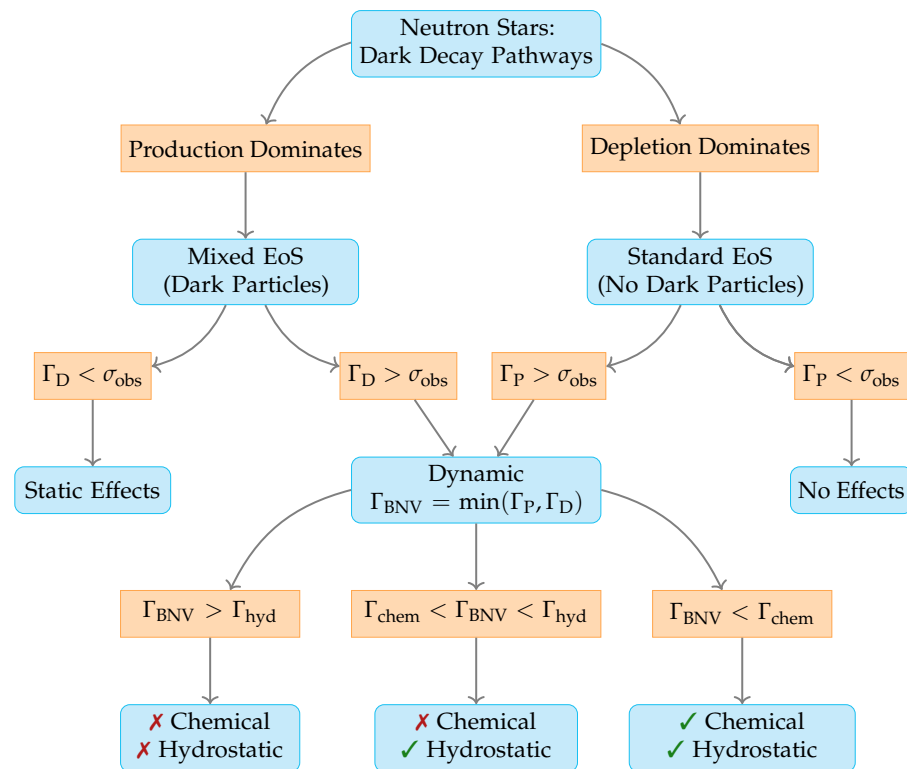 Neutron Stars:
Dark Decay Pathways
Production Dominates
Depletion Dominates
Mixed EoS
(Dark Particles)
Standard EoS
(No Dark Particles)
Γ_D < σ_obs
Γ_D > σ_obs
Γ_P > σ_obs
Γ_P < σ_obs
Static Effects
Dynamic
Γ_BNV = min(Γ_P, Γ_D)
No Effects
Γ_BNV > Γ_hyd
Γ_chem < Γ_BNV < Γ_hyd
Γ_BNV < Γ_chem
✗ Chemical
✗ Hydrostatic
✗ Chemical
✓ Hydrostatic
✓ Chemical
✓ Hydrostatic